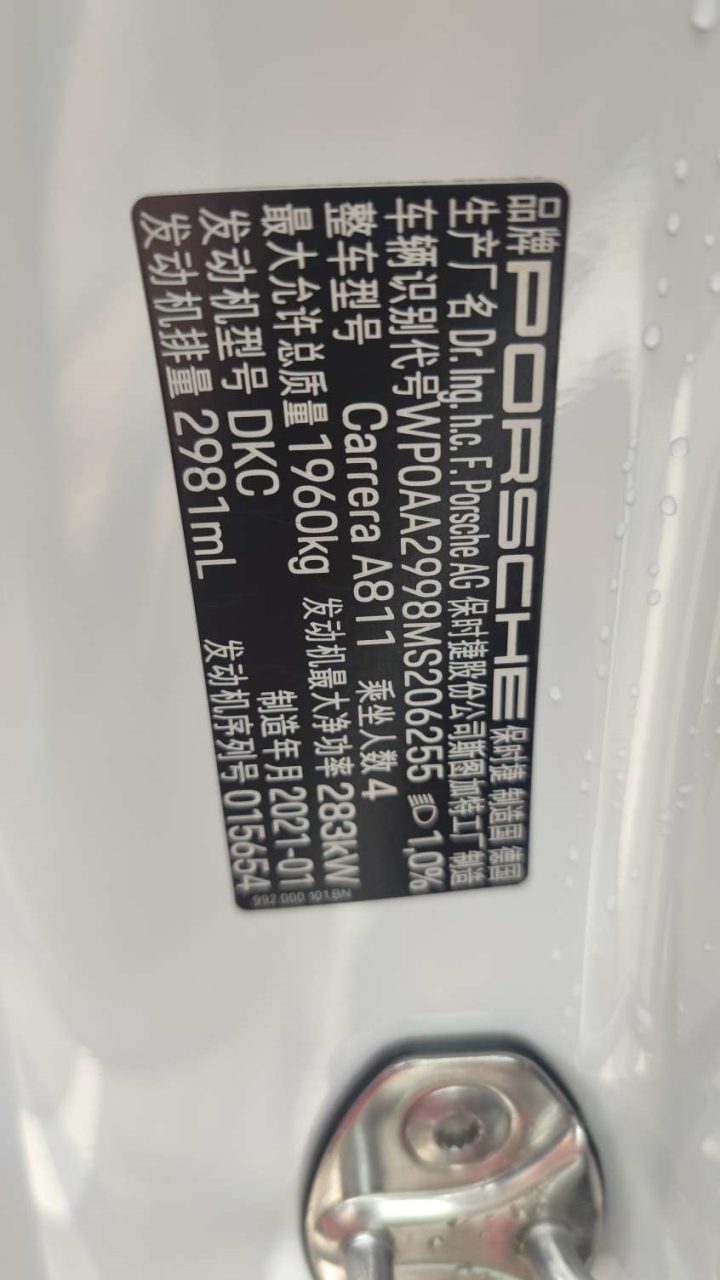 品牌 PORSCHE 保时捷 制造国 德国
生产厂名 Dr. Ing. h.c. F. Porsche AG 保时捷股份公司斯图加特工厂 制造
车辆识别代号 WP0AA2998MS206255 1,0%
整车型号 Carrera A811 乘坐人数 4
最大允许总质量 1960kg 发动机最大净功率 283kW
发动机型号 DKC 制造年月 2021-01
发动机排量 2981mL 发动机序列号 015654
992.000.101.BN